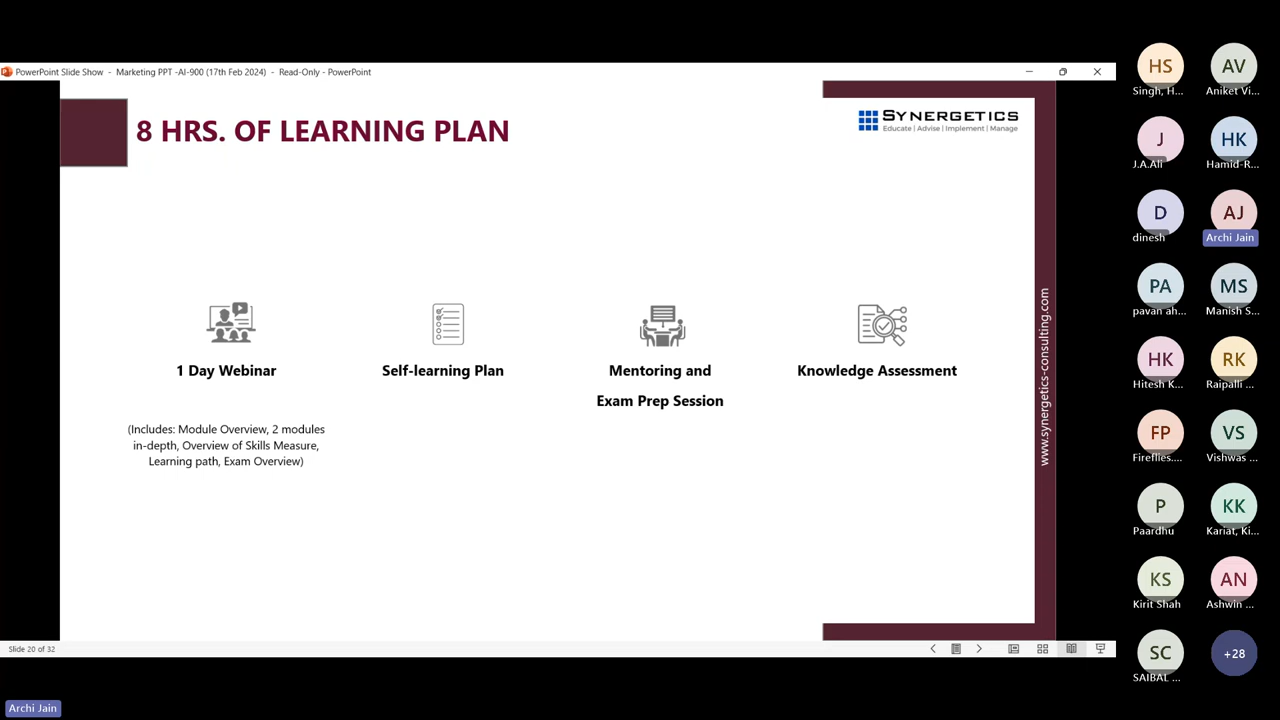 PowerPoint Slide Show - Marketing PPT -AI-900 (17th Feb 2024) - Read-Only - PowerPoint
8 HRS. OF LEARNING PLAN
SYNERGETICS
Educate | Advise | Implement | Manage
1 Day Webinar
(Includes: Module Overview, 2 modules
in-depth, Overview of Skills Measure,
Learning path, Exam Overview)
Self-learning Plan
Mentoring and
Exam Prep Session
Knowledge Assessment
www.synergetics-consulting.com
Slide 20 of 32
Archi Jain
HS
Singh, H...
AV
Aniket Vi...
J
J.A.Ali
HK
Hamid-R...
D
dinesh
AJ
Archi Jain
PA
pavan ah...
MS
Manish S...
HK
Hitesh K...
RK
Raipalli ...
FP
Fireflies....
VS
Vishwas ...
P
Paardhu
KK
Kariat, Ki...
KS
Kirit Shah
AN
Ashwin ...
SC
SAIBAL ...
+28